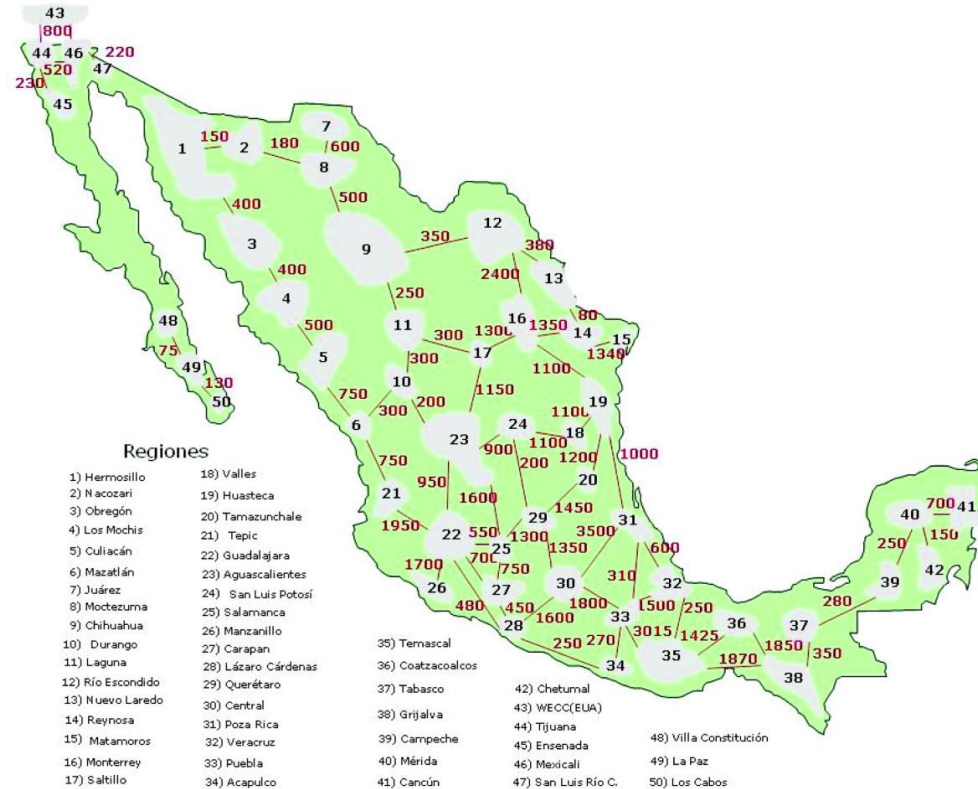 43
800
44
46
2
220
520
47
230
45
150
1
2
180
7
600
8
400
500
3
9
350
12
380
400
2400
13
4
250
11
16
80
48
500
300
1300
1350
14
15
75
5
300
17
1340
49
1100
130
10
1150
50
750
300
200
19
6
1100
24
18
23
900
1100
750
200
1200
1000
950
20
21
1600
1450
1950
29
3500
31
22
550
1300
25
1350
600
1700
700
750
26
27
30
310
32
480
450
1800
1500
250
28
1600
33
250
270
3015
1425
36
34
35
1870
1850
37
350
38
280
39
250
40
700
41
150
42
Regiones
1) Hermosillo
2) Nacozari
3) Obregón
4) Los Mochis
5) Culiacán
6) Mazatlán
7) Juárez
8) Moctezuma
9) Chihuahua
10) Durango
11) Laguna
12) Río Escondido
13) Nuevo Laredo
14) Reynosa
15) Matamoros
16) Monterrey
17) Saltillo
18) Valles
19) Huasteca
20) Tamazunchale
21) Tepic
22) Guadalajara
23) Aguascalientes
24) San Luis Potosí
25) Salamanca
26) Manzanillo
27) Carapan
28) Lázaro Cárdenas
29) Querétaro
30) Central
31) Poza Rica
32) Veracruz
33) Puebla
34) Acapulco
35) Temascal
36) Coatzacoalcos
37) Tabasco
38) Grijalva
39) Campeche
40) Mérida
41) Cancún
42) Chetumal
43) WECC(EUA)
44) Tijuana
45) Ensenada
46) Mexicali
47) San Luis Río C.
48) Villa Constitución
49) La Paz
50) Los Cabos